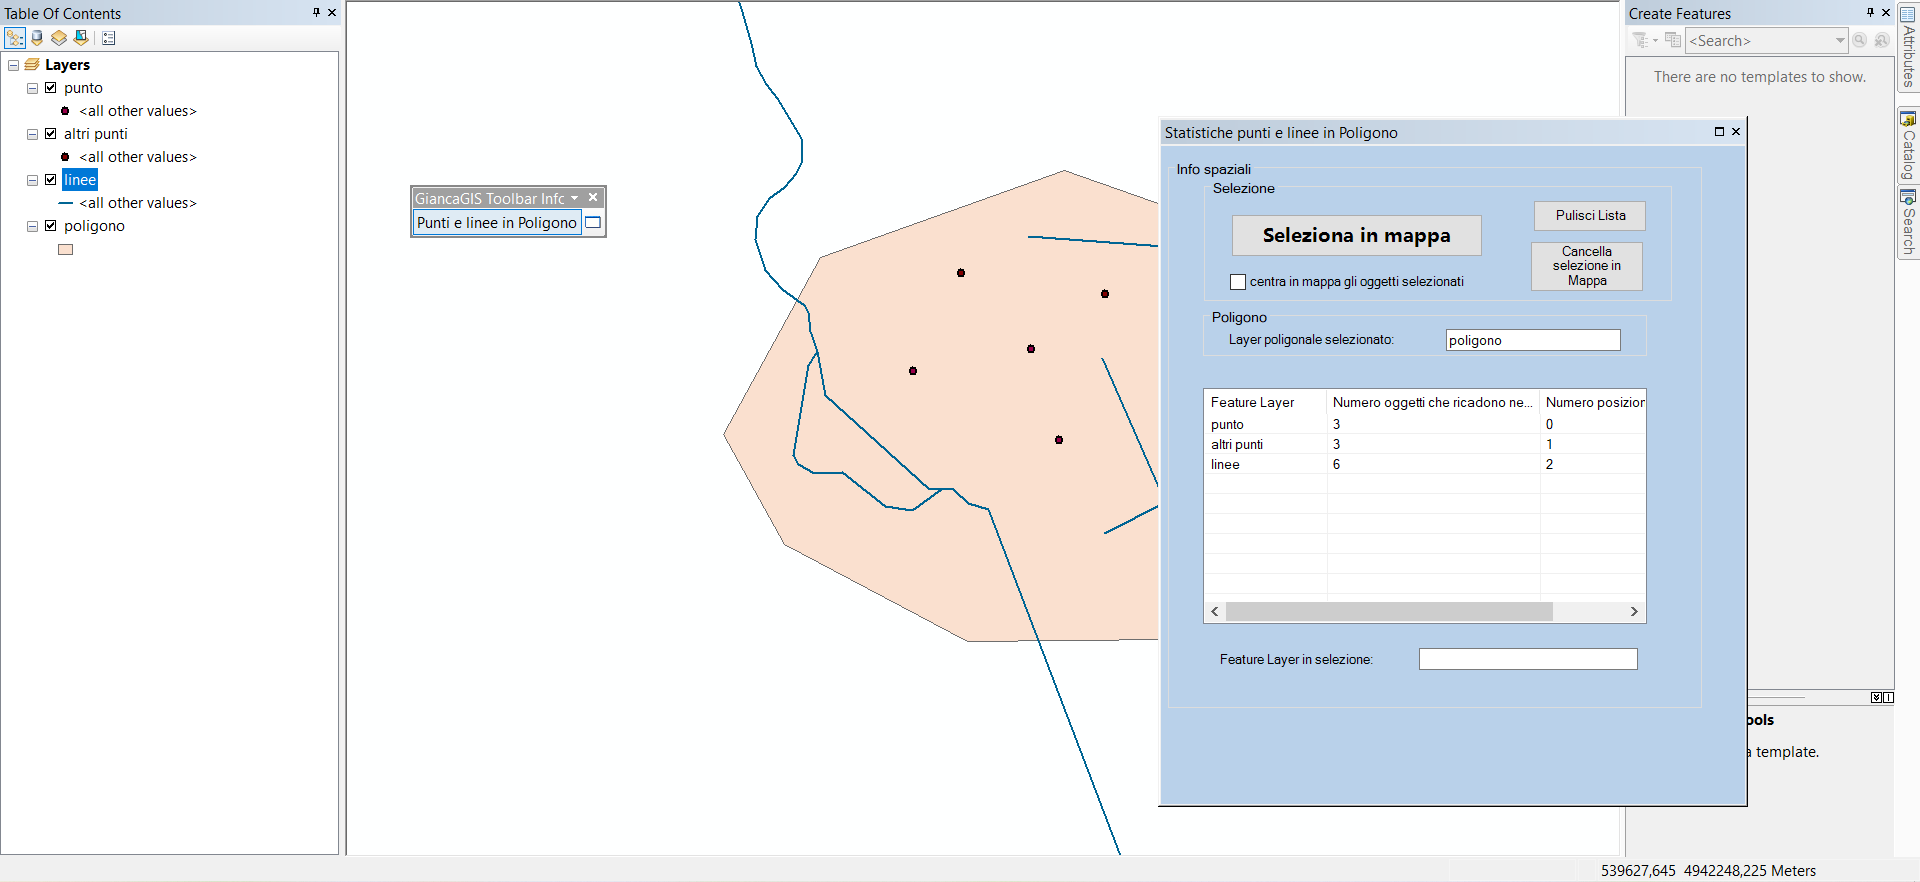 Table Of Contents
Layers
punto
<all other values>
altri punti
<all other values>
linee
<all other values>
poligono
GiancaGIS Toolbar Infc
Punti e linee in Poligono
Statistiche punti e linee in Poligono
Info spaziali
Selezione
Seleziona in mappa
Pulisci Lista
Cancella
selezione in
Mappa
centra in mappa gli oggetti selezionati
Poligono
Layer poligonale selezionato: poligono
Feature Layer Numero oggetti che ricadono ne... Numero posizior
punto 3 0
altri punti 3 1
linee 6 2
Feature Layer in selezione:
Create Features
<Search>
There are no templates to show.
ools
a template.
Attributes
Catalog
Search
539627,645 4942248,225 Meters